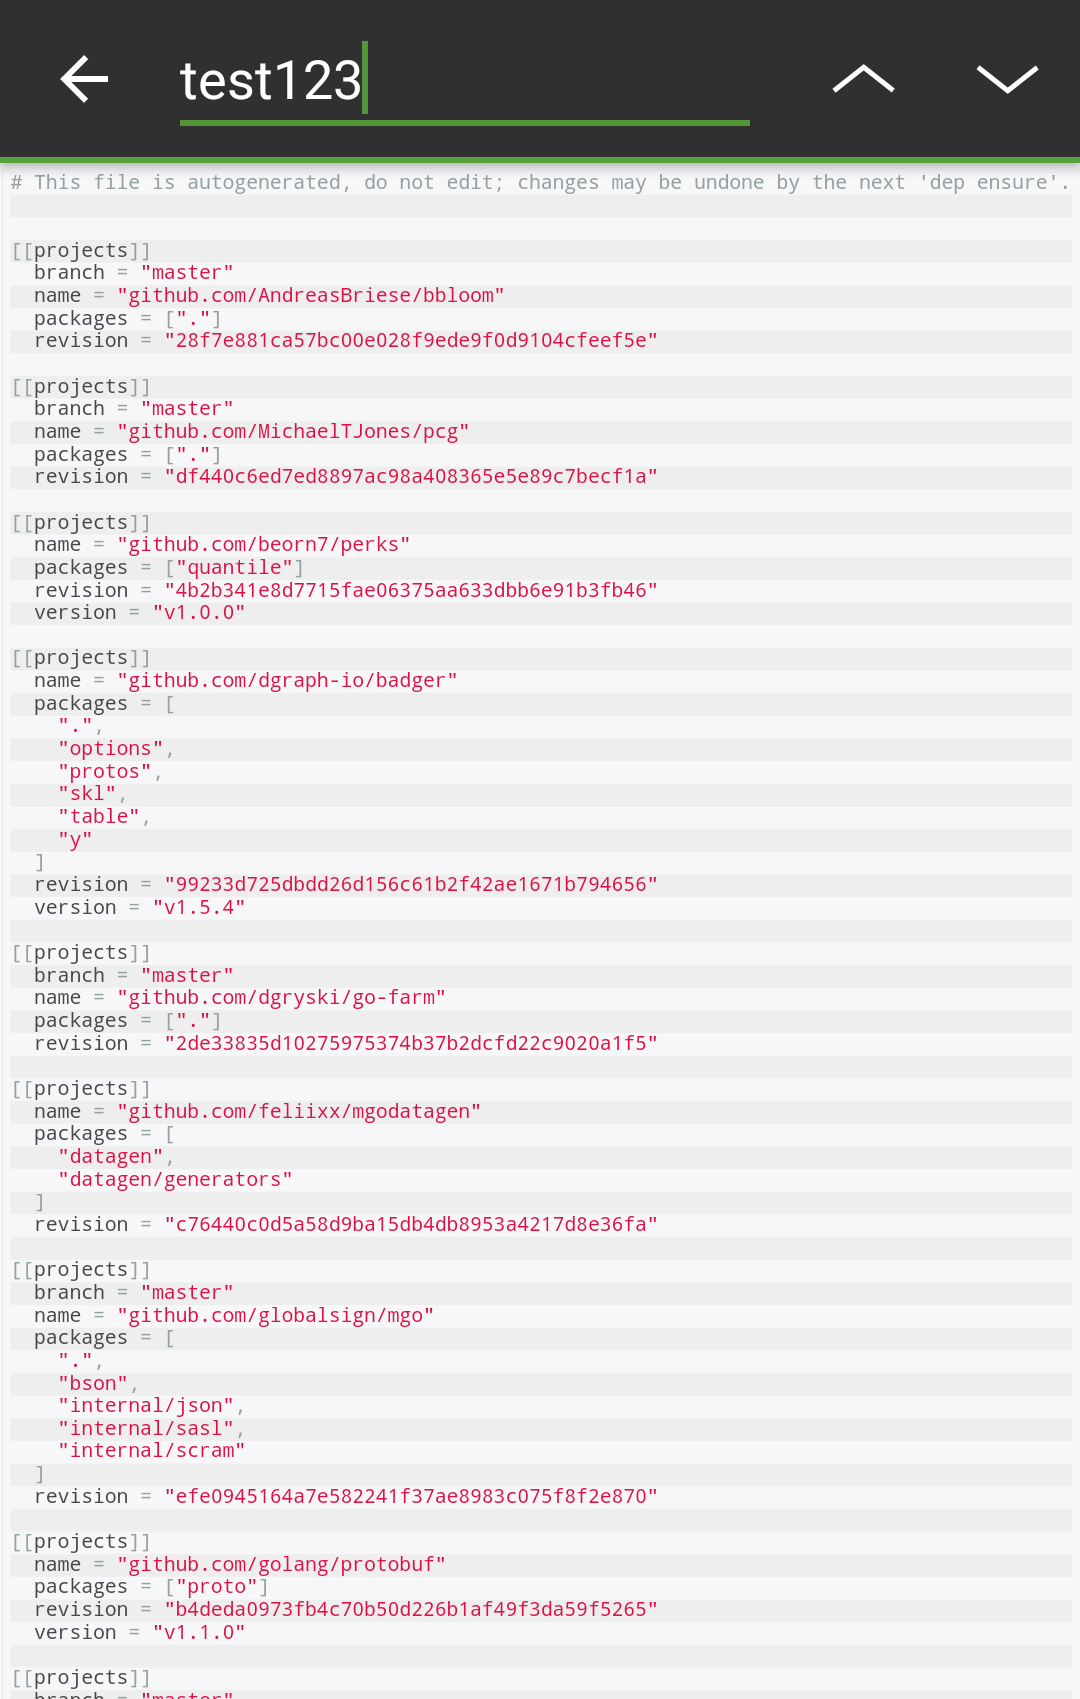 test123
# This file is autogenerated, do not edit; changes may be undone by the next 'dep ensure'.

[[projects]]
  branch = "master"
  name = "github.com/AndreasBriese/bbloom"
  packages = ["."]
  revision = "28f7e881ca57bc00e028f9ede9f0d9104cfeef5e"

[[projects]]
  branch = "master"
  name = "github.com/MichaelTJones/pcg"
  packages = ["."]
  revision = "df440c6ed7ed8897ac98a408365e5e89c7becf1a"

[[projects]]
  name = "github.com/beorn7/perks"
  packages = ["quantile"]
  revision = "4b2b341e8d7715fae06375aa633dbb6e91b3fb46"
  version = "v1.0.0"

[[projects]]
  name = "github.com/dgraph-io/badger"
  packages = [
    ".",
    "options",
    "protos",
    "skl",
    "table",
    "y"
  ]
  revision = "99233d725dbdd26d156c61b2f42ae1671b794656"
  version = "v1.5.4"

[[projects]]
  branch = "master"
  name = "github.com/dgryski/go-farm"
  packages = ["."]
  revision = "2de33835d10275975374b37b2dcfd22c9020a1f5"

[[projects]]
  name = "github.com/feliixx/mgodatagen"
  packages = [
    "datagen",
    "datagen/generators"
  ]
  revision = "c76440c0d5a58d9ba15db4db8953a4217d8e36fa"

[[projects]]
  branch = "master"
  name = "github.com/globalsign/mgo"
  packages = [
    ".",
    "bson",
    "internal/json",
    "internal/sasl",
    "internal/scram"
  ]
  revision = "efe0945164a7e582241f37ae8983c075f8f2e870"

[[projects]]
  name = "github.com/golang/protobuf"
  packages = ["proto"]
  revision = "b4deda0973fb4c70b50d226b1af49f3da59f5265"
  version = "v1.1.0"

[[projects]]
  branch = "master"